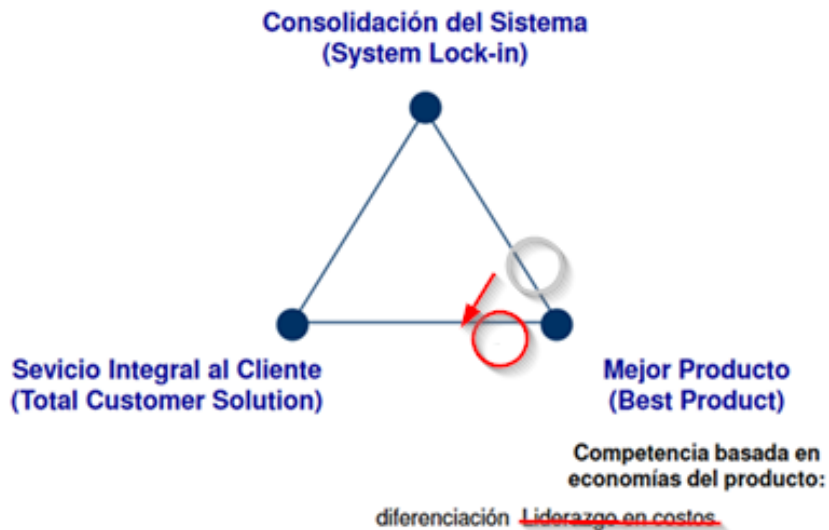 Consolidación del Sistema
(System Lock-in)
Sevicio Integral al Cliente
(Total Customer Solution)
Mejor Producto
(Best Product)
Competencia basada en
economías del producto:
diferenciación Liderazgo en costos